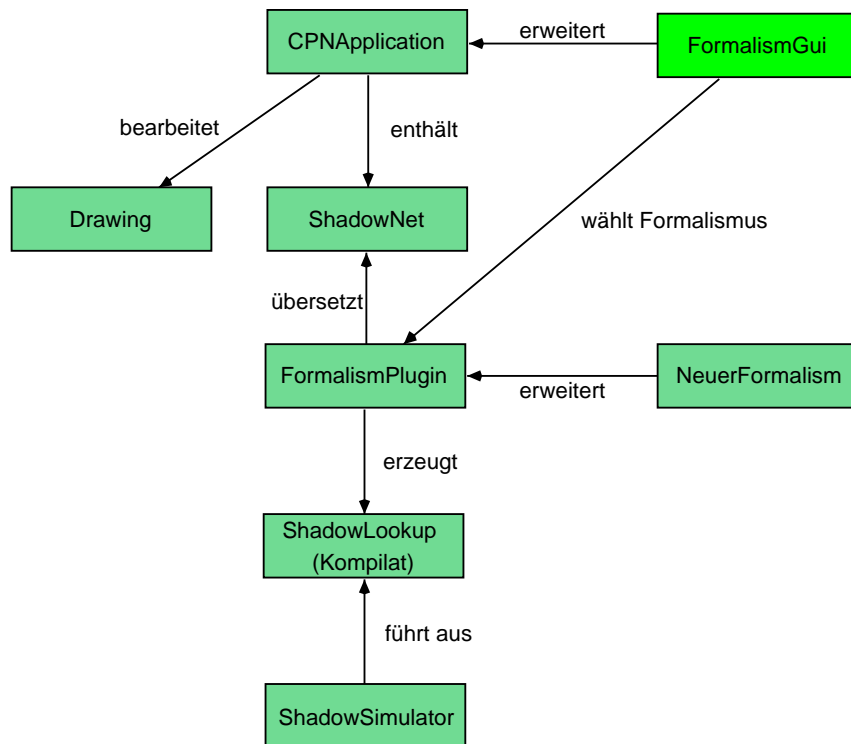 CPNApplication
erweitert
FormalismGui
bearbeitet
enthält
Drawing
ShadowNet
wählt Formalismus
übersetzt
FormalismPlugin
erweitert
NeuerFormalism
erzeugt
ShadowLookup
(Kompilat)
führt aus
ShadowSimulator